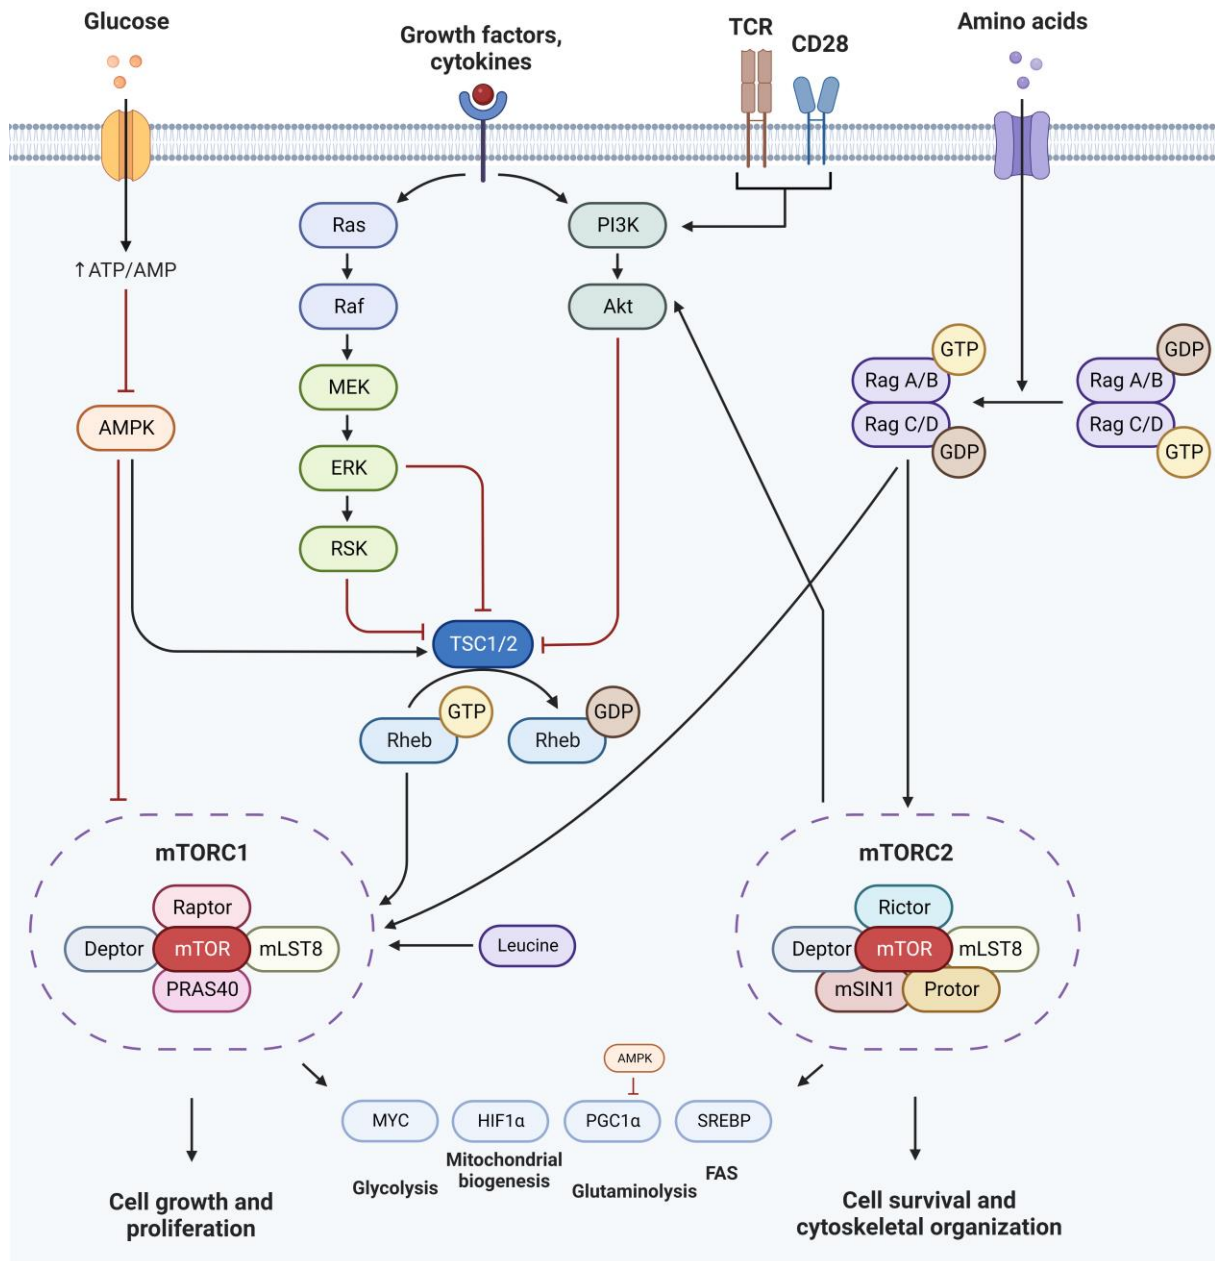 Glucose
Growth factors,
cytokines
TCR
CD28
Amino acids
Ras
PI3K
↑ATP/AMP
Raf
Akt
GTP
GDP
Rag A/B
Rag A/B
MEK
Rag C/D
Rag C/D
AMPK
GDP
GTP
ERK
RSK
TSC1/2
GTP
GDP
Rheb
Rheb
mTORC1
mTORC2
Raptor
Rictor
Deptor
mTOR
mLST8
Leucine
Deptor
mTOR
mLST8
PRAS40
mSIN1
Protor
AMPK
MYC
HIF1α
PGC1α
SREBP
Mitochondrial
biogenesis
FAS
Glycolysis
Glutaminolysis
Cell growth and
proliferation
Cell survival and
cytoskeletal organization